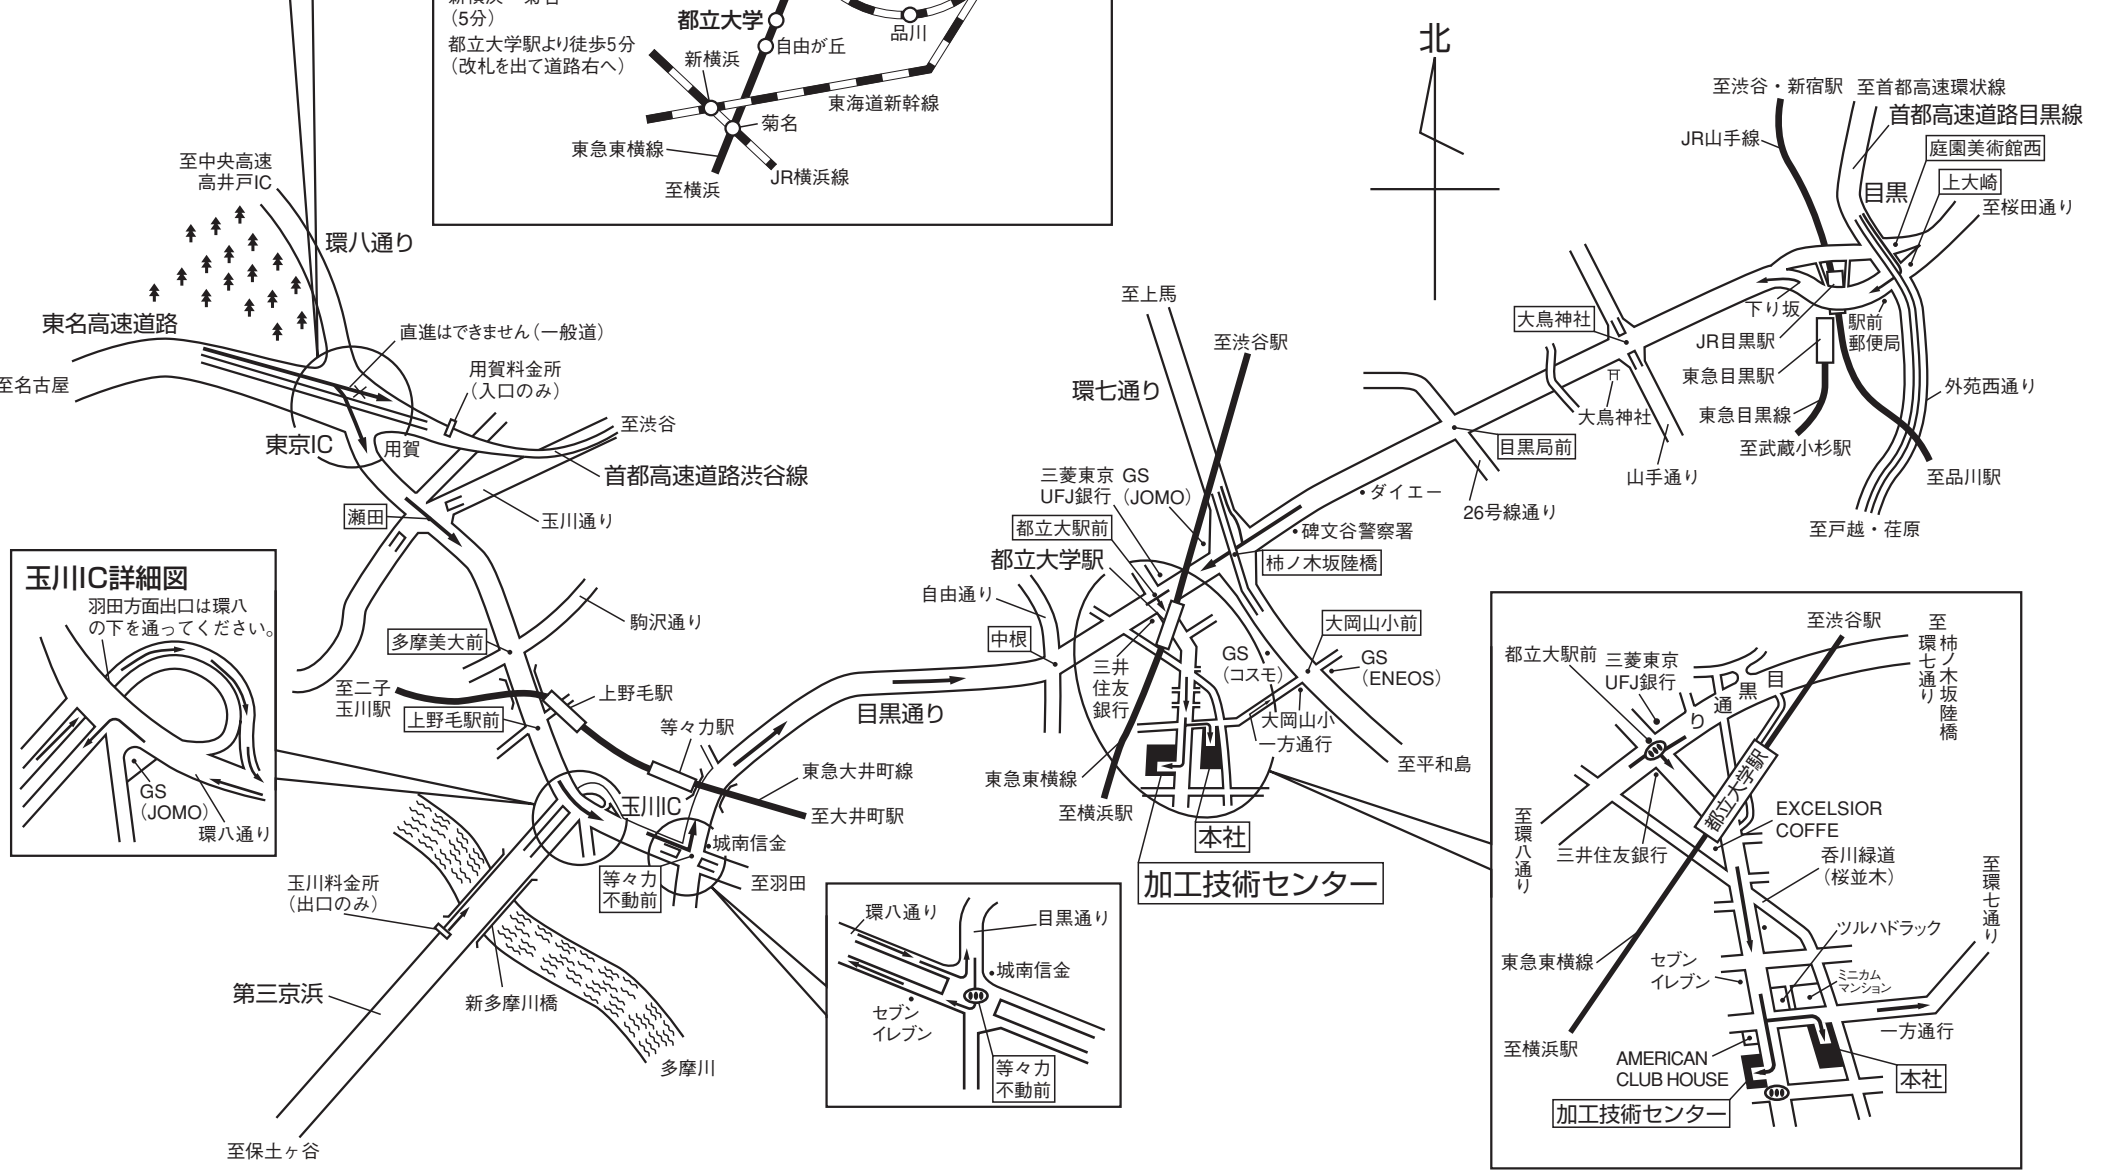 (5分)
都立大学駅より徒歩5分
(改札を出て道路右へ)
都立大学
自由が丘
品川
新横浜
東海道新幹線
菊名
東急東横線
JR横浜線
至横浜
北
至渋谷・新宿駅
至首都高速環状線
首都高速道路目黒線
JR山手線
庭園美術館西
上大崎
目黒
至桜田通り
下り坂
駅前
郵便局
JR目黒駅
東急目黒駅
外苑西通り
東急目黒線
至武蔵小杉駅
至品川駅
至戸越・荏原
大鳥神社
大鳥神社
山手通り
目黒局前
26号線通り
ダイエー
碑文谷警察署
柿ノ木坂陸橋
至上馬
至渋谷駅
環七通り
三菱東京
UFJ銀行
GS
(JOMO)
都立大駅前
都立大学駅
自由通り
中根
三井
住友
銀行
GS
(コスモ)
大岡山小前
GS
(ENEOS)
大岡山小
一方通行
至平和島
東急東横線
至横浜駅
本社
加工技術センター
至中央高速
高井戸IC
環八通り
東名高速道路
至名古屋
直進はできません(一般道)
用賀料金所
(入口のみ)
東京IC
用賀
至渋谷
首都高速道路渋谷線
瀬田
玉川通り
駒沢通り
多摩美大前
至二子
玉川駅
上野毛駅
上野毛駅前
等々力駅
目黒通り
東急大井町線
至大井町駅
玉川IC
城南信金
等々力
不動前
至羽田
玉川料金所
(出口のみ)
第三京浜
新多摩川橋
多摩川
至保土ヶ谷
玉川IC詳細図
羽田方面出口は環八
の下を通ってください。
GS
(JOMO)
環八通り
環八通り
目黒通り
城南信金
セブン
イレブン
等々力
不動前
至渋谷駅
至柿ノ木坂陸橋
環七通り
都立大駅前
三菱東京
UFJ銀行
目黒通り
都立大学駅
至環八通り
三井住友銀行
EXCELSIOR
COFFE
呑川緑道
(桜並木)
至環七通り
ツルハドラック
東急東横線
セブン
イレブン
ミニカム
マンション
一方通行
至横浜駅
AMERICAN
CLUB HOUSE
本社
加工技術センター